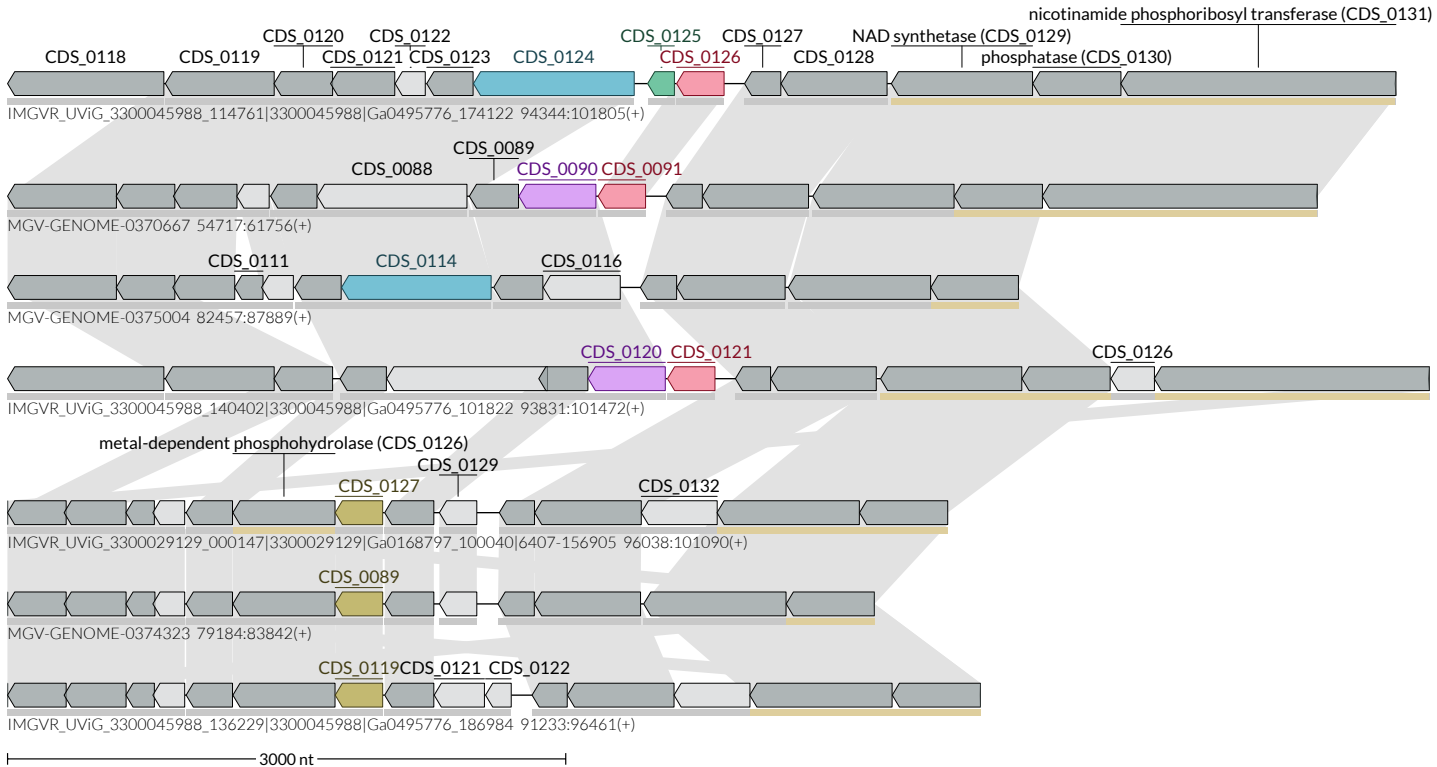 nicotinamide phosphoribosyl transferase (CDS_0131)
CDS_0120 CDS_0122 CDS_0125 CDS_0127 NAD synthetase (CDS_0129)
CDS_0118 CDS_0119 CDS_0121 CDS_0123 CDS_0124 CDS_0126 CDS_0128 phosphatase (CDS_0130)
IMGVR_UViG_3300045988_114761|3300045988|Ga0495776_174122 94344:101805(+)
CDS_0089
CDS_0088 CDS_0090 CDS_0091
MGV-GENOME-0370667 54717:61756(+)
CDS_0111 CDS_0114 CDS_0116
MGV-GENOME-0375004 82457:87889(+)
CDS_0120 CDS_0121 CDS_0126
IMGVR_UViG_3300045988_140402|3300045988|Ga0495776_101822 93831:101472(+)
metal-dependent phosphohydrolase (CDS_0126)
CDS_0129
CDS_0127 CDS_0132
IMGVR_UViG_3300029129_000147|3300029129|Ga0168797_100040|6407-156905 96038:101090(+)
CDS_0089
MGV-GENOME-0374323 79184:83842(+)
CDS_0119 CDS_0121 CDS_0122
IMGVR_UViG_3300045988_136229|3300045988|Ga0495776_186984 91233:96461(+)
3000 nt